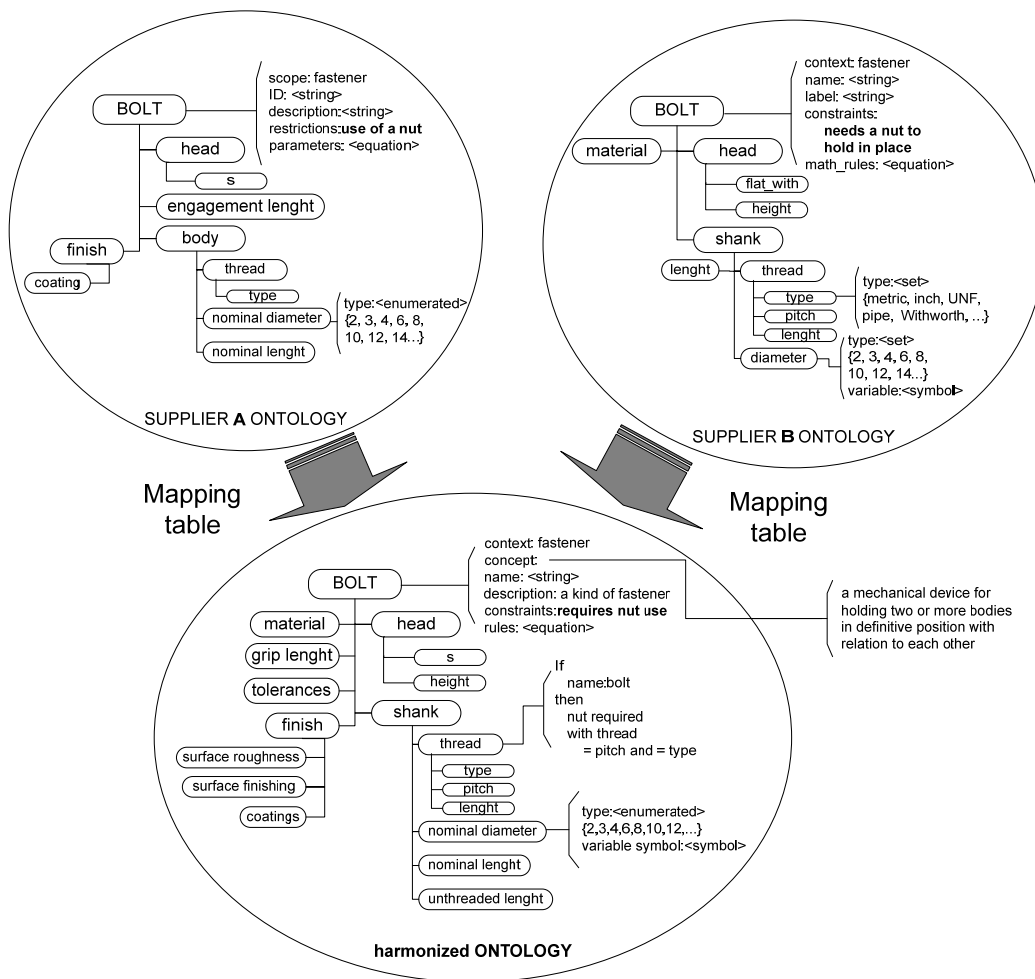 scope: fastener
ID: <string>
description:<string>
restrictions:use of a nut
parameters: <equation>
BOLT
head
s
engagement lenght
body
finish
coating
thread
type
nominal diameter
nominal lenght
type:<enumerated>
{2, 3, 4, 6, 8,
10, 12, 14...}
SUPPLIER A ONTOLOGY
context: fastener
name: <string>
label: <string>
constraints:
needs a nut to
hold in place
math_rules: <equation>
BOLT
material
head
flat_with
height
shank
lenght
thread
type
pitch
lenght
diameter
type:<set>
{metric, inch, UNF,
pipe, Withworth, ...}
type:<set>
{2, 3, 4, 6, 8,
10, 12, 14...}
variable:<symbol>
SUPPLIER B ONTOLOGY
Mapping
table
Mapping
table
context: fastener
concept:
name: <string>
description: a kind of fastener
constraints:requires nut use
rules: <equation>
a mechanical device for
holding two or more bodies
in definitive position with
relation to each other
BOLT
material
head
grip lenght
s
height
tolerances
shank
finish
thread
surface roughness
type
surface finishing
pitch
coatings
lenght
nominal diameter
nominal lenght
unthreaded lenght
If
name:bolt
then
nut required
with thread
= pitch and = type
type:<enumerated>
{2,3,4,6,8,10,12,...}
variable symbol:<symbol>
harmonized ONTOLOGY